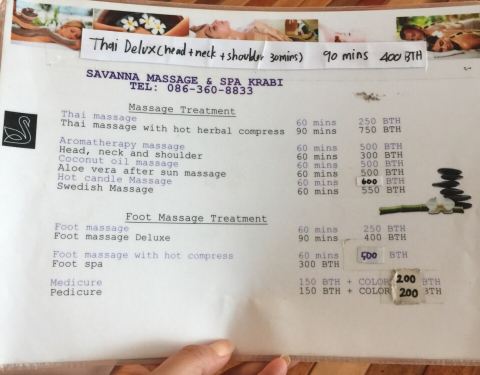 Thai Delux (head + neck + shoulder 30mins) 90 mins 400 BTH
SAVANNA MASSAGE & SPA KRABI
TEL: 086-360-8833
Massage Treatment
Thai massage 60 mins 250 BTH
Thai massage with hot herbal compress 90 mins 750 BTH
Aromatherapy massage 60 mins 500 BTH
Head, neck and shoulder 60 mins 300 BTH
Coconut oil massage 60 mins 500 BTH
Aloe vera after sun massage 60 mins 500 BTH
Hot candle Massage 60 mins 600 BTH
Swedish Massage 60 mins 550 BTH
Foot Massage Treatment
Foot massage 60 mins 250 BTH
Foot massage Deluxe 90 mins 400 BTH
Foot massage with hot compress 60 mins 500 BTH
Foot spa 300 BTH
Medicure 150 BTH + COLOR 200 BTH
Pedicure 150 BTH + COLOR 200 BTH